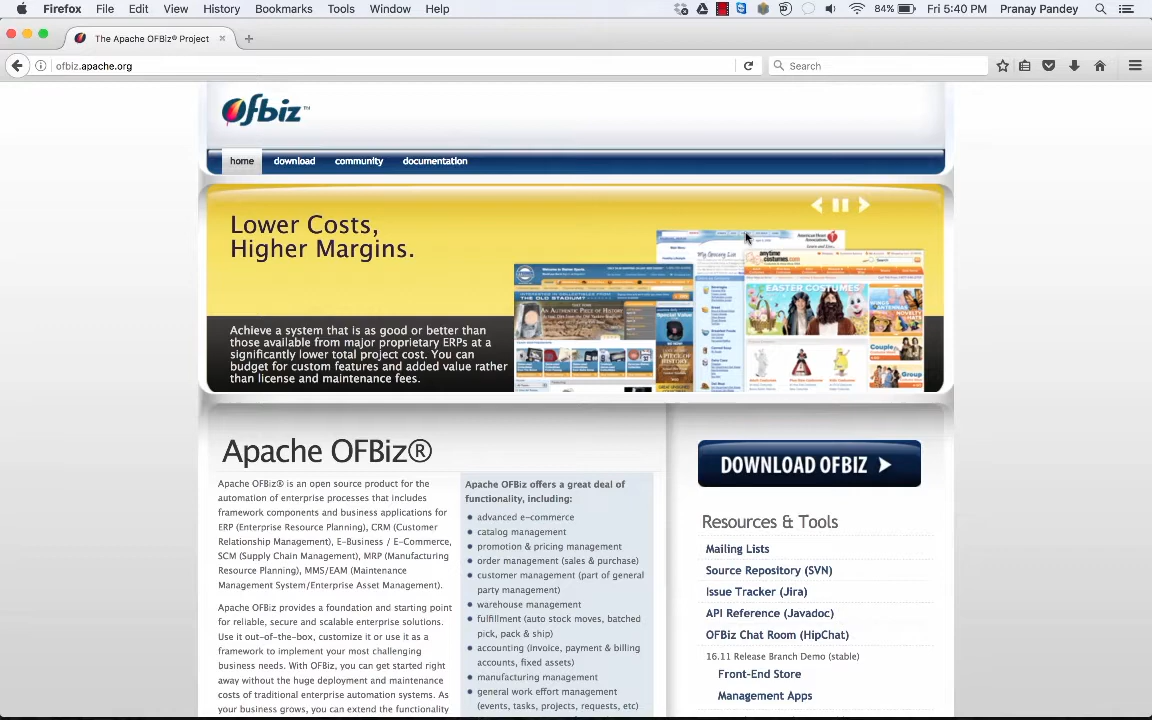 Firefox File Edit View History Bookmarks Tools Window Help 84% Fri 5:40 PM Pranay Pandey
The Apache OFBiz® Project
ofbiz.apache.org
Search
Ofbiz™
home download community documentation
Lower Costs,
Higher Margins.
Achieve a system that is as good or better than
those available from major proprietary ERPs at a
significantly lower total project cost. You can
budget for custom features and added value rather
than license and maintenance fees.
American Heart
Association
anytime
costumes.com
EASTER COSTUMES
Apache OFBiz®
Apache OFBiz® is an open source product for the
automation of enterprise processes that includes
framework components and business applications for
ERP (Enterprise Resource Planning), CRM (Customer
Relationship Management), E-Business / E-Commerce,
SCM (Supply Chain Management), MRP (Manufacturing
Resource Planning), MMS/EAM (Maintenance
Management System/Enterprise Asset Management).
Apache OFBiz provides a foundation and starting point
for reliable, secure and scalable enterprise solutions.
Use it out-of-the-box, customize it or use it as a
framework to implement your most challenging
business needs. With OFBiz, you can get started right
away without the huge deployment and maintenance
costs of traditional enterprise automation systems. As
your business grows, you can extend the functionality
Apache OFBiz offers a great deal of
functionality, including:
advanced e-commerce
catalog management
promotion & pricing management
order management (sales & purchase)
customer management (part of general
party management)
warehouse management
fulfillment (auto stock moves, batched
pick, pack & ship)
accounting (invoice, payment & billing
accounts, fixed assets)
manufacturing management
general work effort management
(events, tasks, projects, requests, etc)
DOWNLOAD OFBIZ
Resources & Tools
Mailing Lists
Source Repository (SVN)
Issue Tracker (Jira)
API Reference (Javadoc)
OFBiz Chat Room (HipChat)
16.11 Release Branch Demo (stable)
Front-End Store
Management Apps